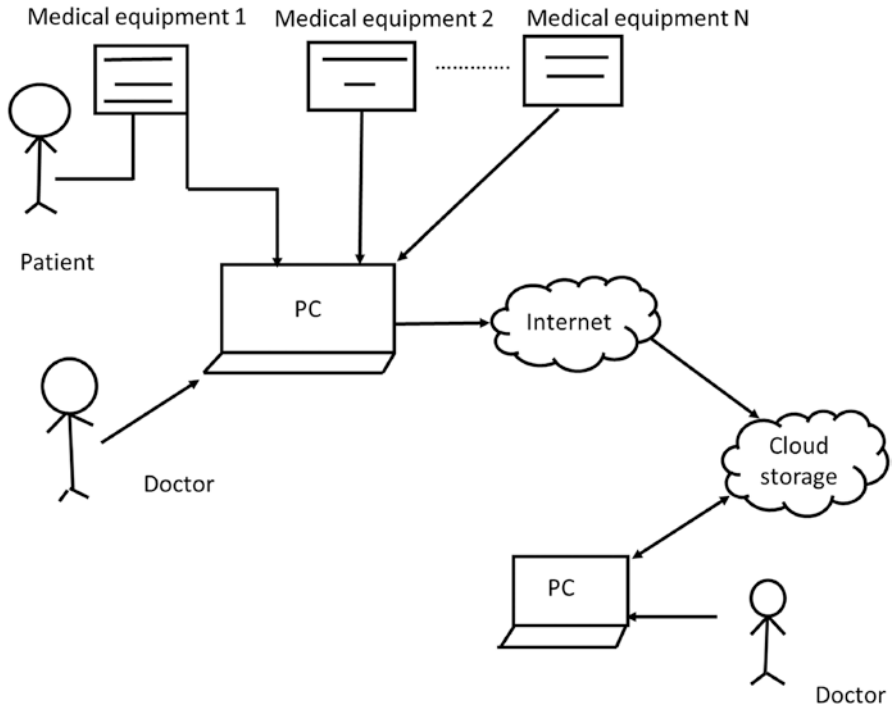 Medical equipment 1
Medical equipment 2
Medical equipment N
Patient
PC
Internet
Doctor
Cloud
storage
PC
Doctor